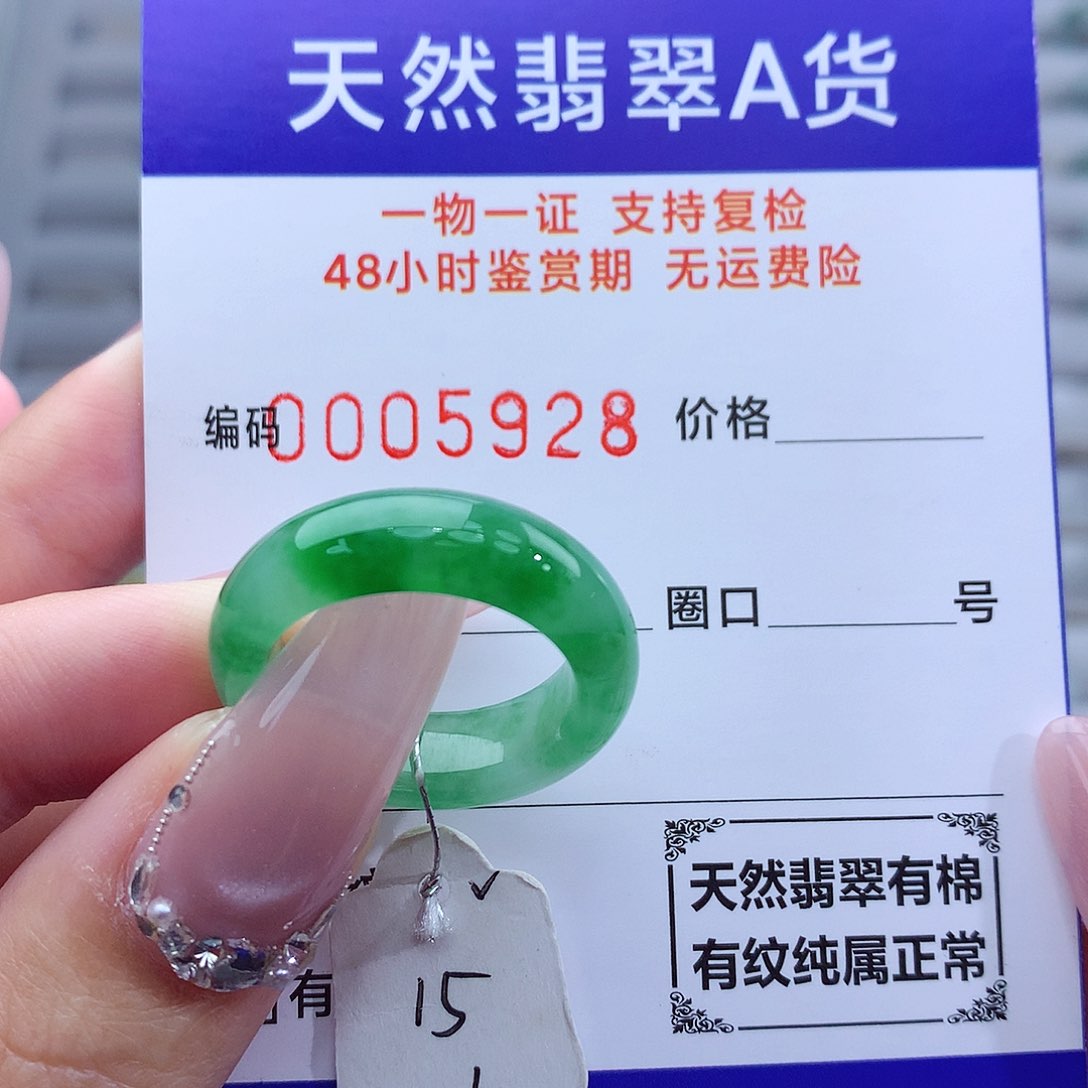 天然翡翠A货
一物一证 支持复检
48小时鉴赏期 无运费险
编码0005928 价格
圈口 号
天然翡翠有棉
有纹纯属正常
有
15